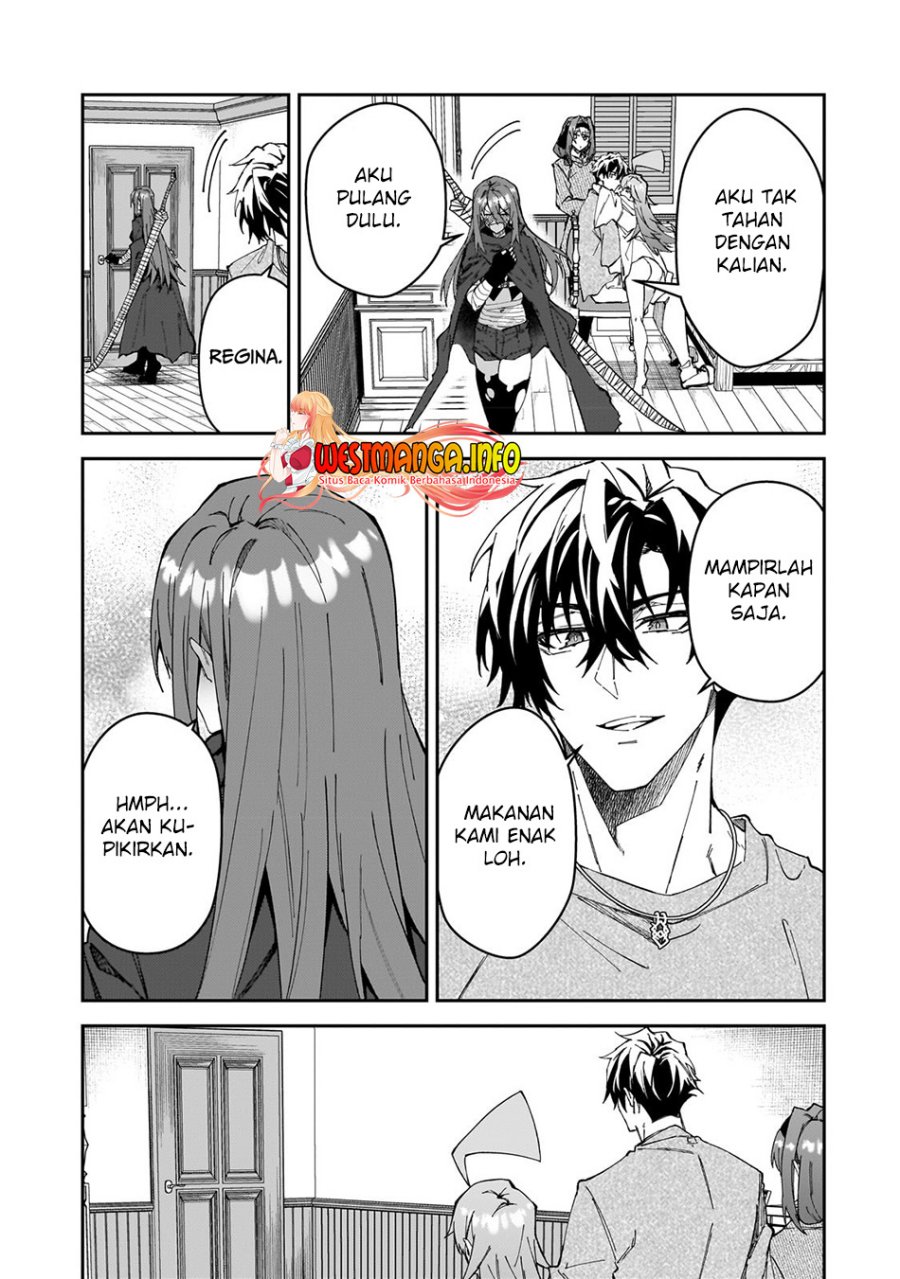 AKU TAK
TAHAN
DENGAN
KALIAN.
AKU
PULANG
DULU.
REGINA.
WESTMANGA.INFO
Situs Baca Komik Berbahasa Indonesia
MAMPIRLAH
KAPAN
SAJA.
MAKANAN
KAMI ENAK
LOH.
HMPH...
AKAN KU-
PIKIRKAN.